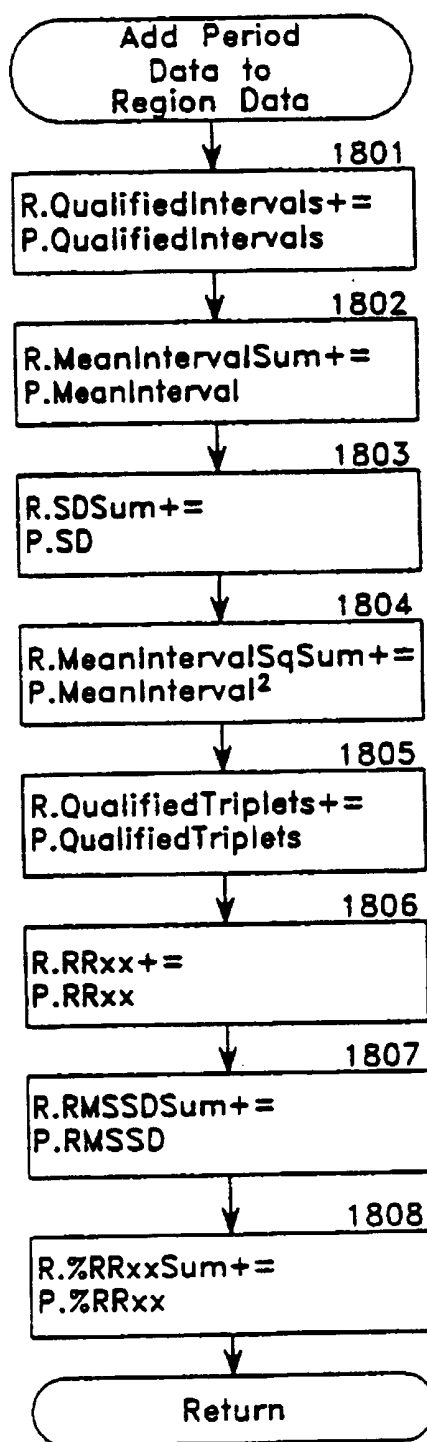 Add Period
Data to
Region Data
1801
R.QualifiedIntervals+=
P.QualifiedIntervals
1802
R.MeanIntervalSum+=
P.MeanInterval
1803
R.SDSum+=
P.SD
1804
R.MeanIntervalSqSum+=
P.MeanInterval²
1805
R.QualifiedTriplets+=
P.QualifiedTriplets
1806
R.RRxx+=
P.RRxx
1807
R.RMSSDSum+=
P.RMSSD
1808
R.%RRxxSum+=
P.%RRxx
Return